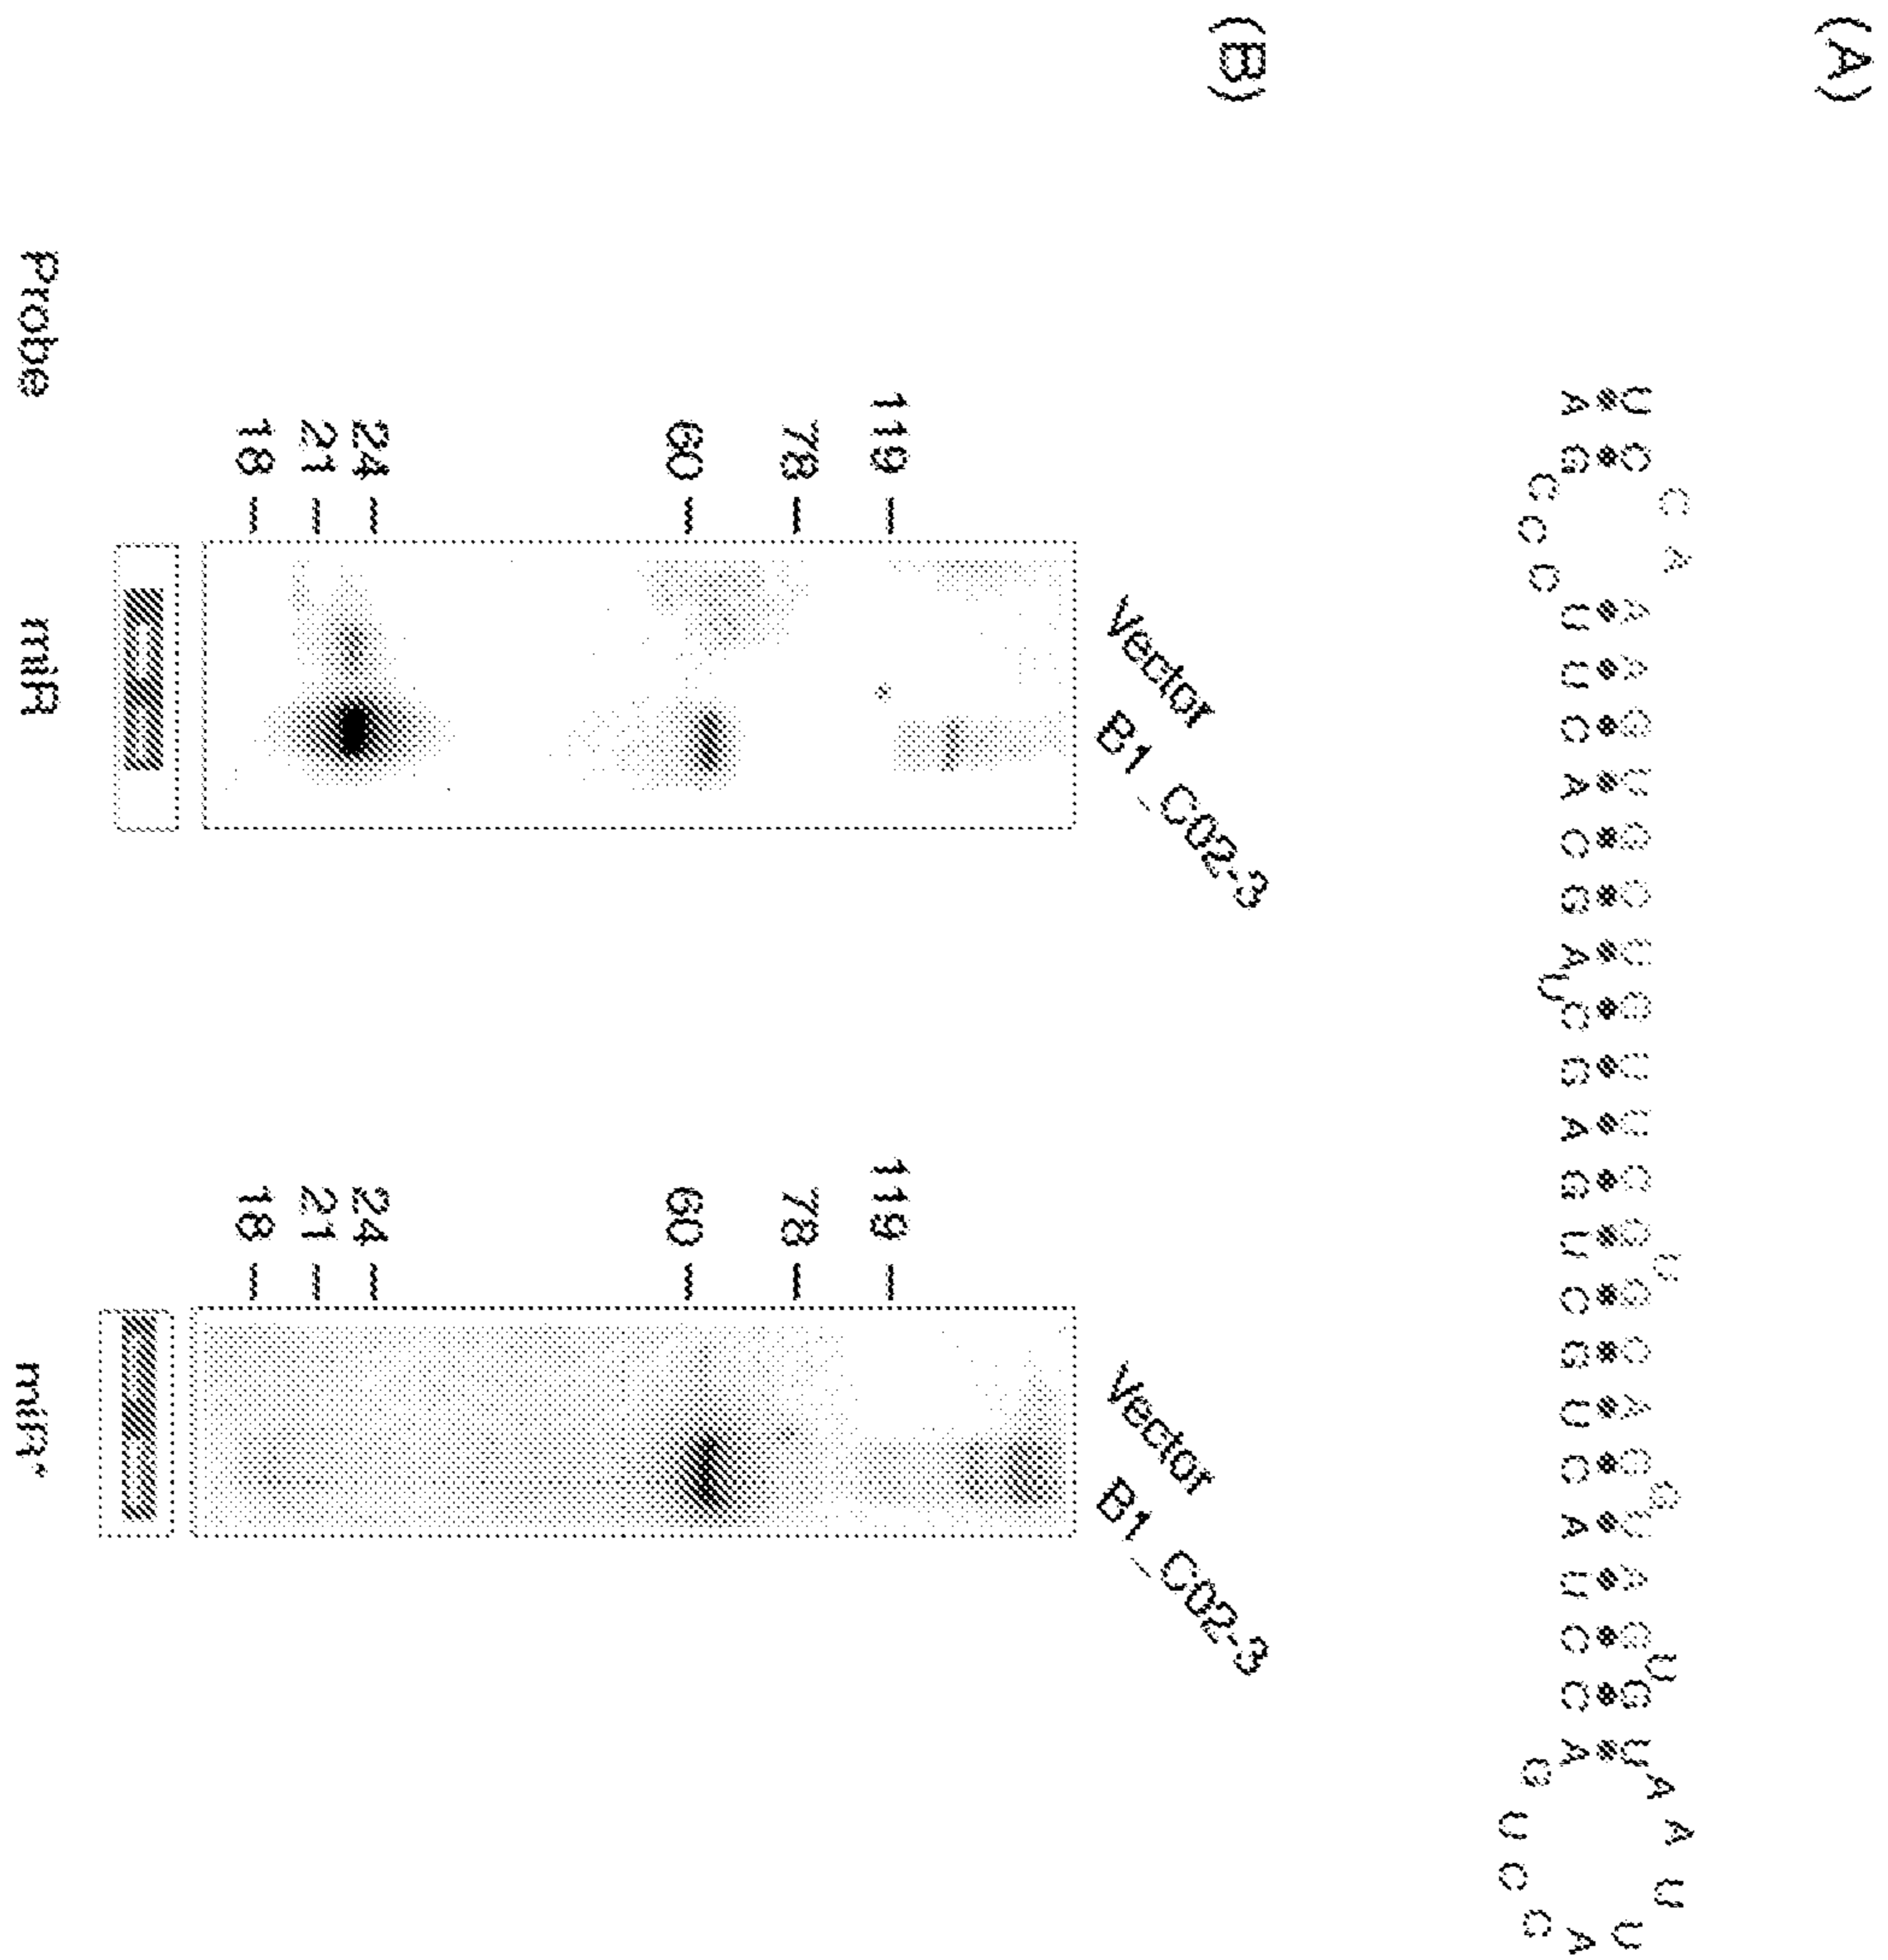 (A)
C A U G U A A U
U C A A G U G C U G U U C G G C A G U A G G U U
A G U U C A C G A C G A G U C G U C A U C C A A
C C C U G U C G
(B)
Vector B1_C02-3
119
78
60
24
21
18
Vector B1_C02-3
119
78
60
24
21
18
Probe miR miR*